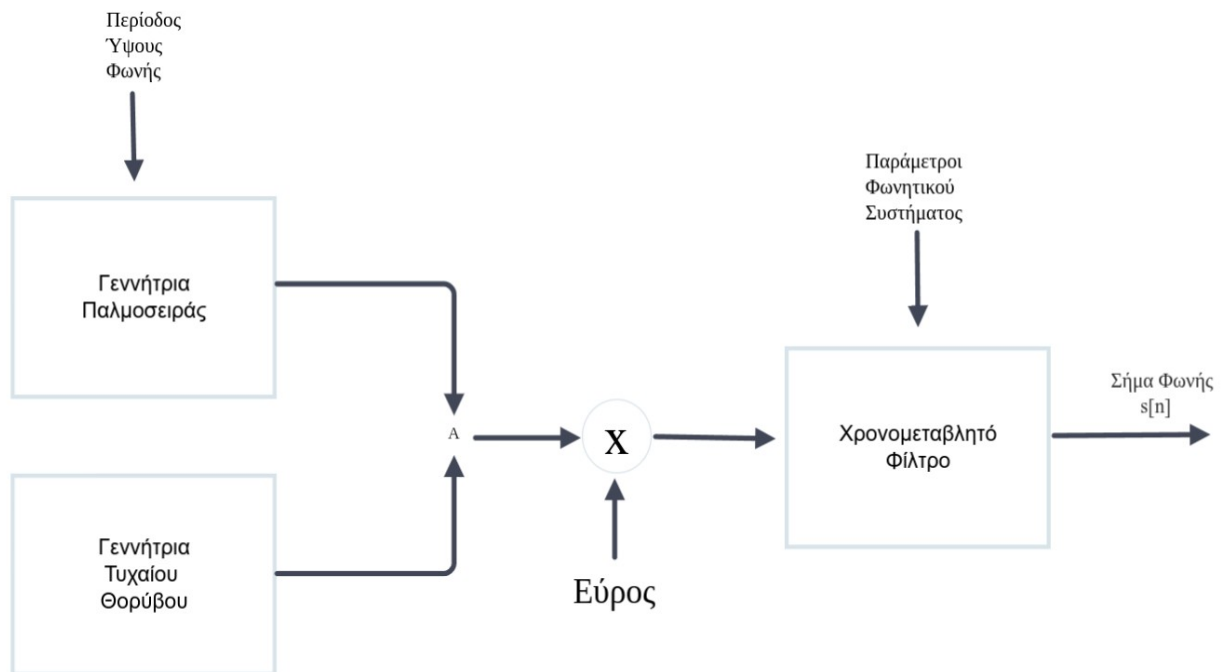 Περίοδος
Ύψους
Φωνής
Παράμετροι
Φωνητικού
Συστήματος
Γεννήτρια
Παλμοσειράς
Σήμα Φωνής
s[n]
A
X
Χρονομεταβλητό
Φίλτρο
Γεννήτρια
Τυχαίου
Θορύβου
Εύρος